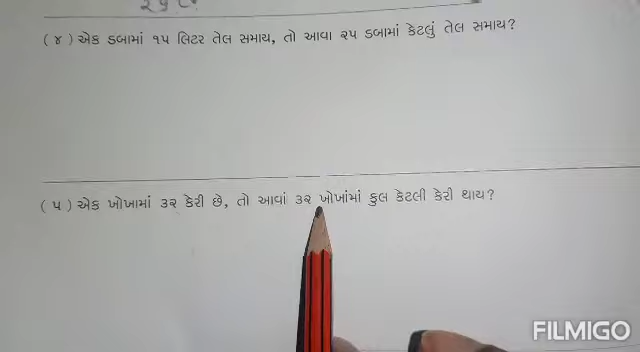 (૪) એક ડબામાં ૧૫ લિટર તેલ સમાય, તો આવા ૨૫ ડબામાં કેટલું તેલ સમાય?
(૫) એક ખોખામાં ૩૨ કેરી છે, તો આવાં ૩૨ ખોખાંમાં કુલ કેટલી કેરી થાય?
FILMIGO